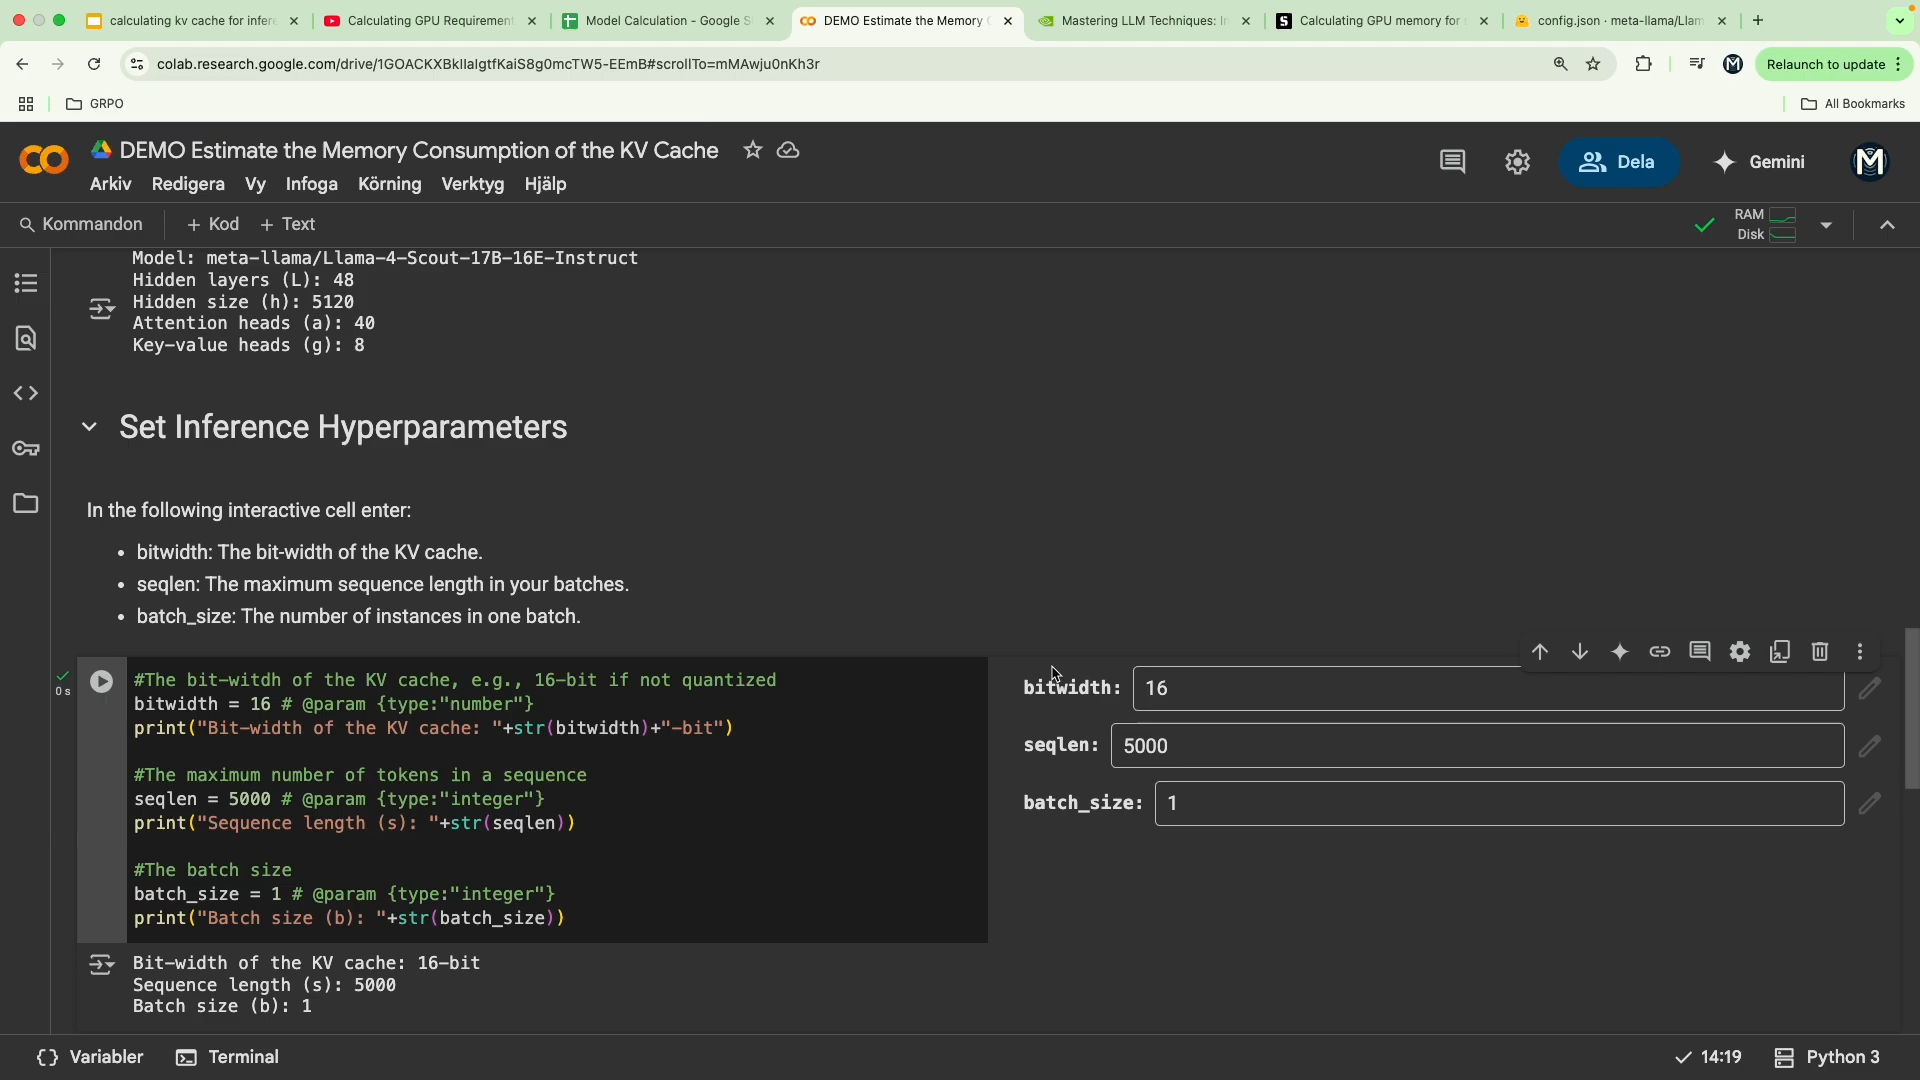 calculating kv cache for infere
Calculating GPU Requirement
Model Calculation - Google S
DEMO Estimate the Memory C
Mastering LLM Techniques: In
Calculating GPU memory for s
config.json · meta-llama/Llam
colab.research.google.com/drive/1GOACKXBkIlaIgtfKaiS8g0mcTW5-EEmB#scrollTo=mMAwju0nKh3r
Relaunch to update
GRPO
All Bookmarks
DEMO Estimate the Memory Consumption of the KV Cache
Arkiv Redigera Vy Infoga Körning Verktyg Hjälp
Dela
Gemini
Kommandon
+ Kod + Text
RAM
Disk
Model: meta-llama/Llama-4-Scout-17B-16E-Instruct
Hidden layers (L): 48
Hidden size (h): 5120
Attention heads (a): 40
Key-value heads (g): 8
Set Inference Hyperparameters
In the following interactive cell enter:
• bitwidth: The bit-width of the KV cache.
• seqlen: The maximum sequence length in your batches.
• batch_size: The number of instances in one batch.
0 s
#The bit-witdh of the KV cache, e.g., 16-bit if not quantized
bitwidth = 16 # @param {type:"number"}
print("Bit-width of the KV cache: "+str(bitwidth)+"-bit")
#The maximum number of tokens in a sequence
seqlen = 5000 # @param {type:"integer"}
print("Sequence length (s): "+str(seqlen))
#The batch size
batch_size = 1 # @param {type:"integer"}
print("Batch size (b): "+str(batch_size))
bitwidth: 16
seqlen: 5000
batch_size: 1
Bit-width of the KV cache: 16-bit
Sequence length (s): 5000
Batch size (b): 1
Variabler
Terminal
14:19
Python 3